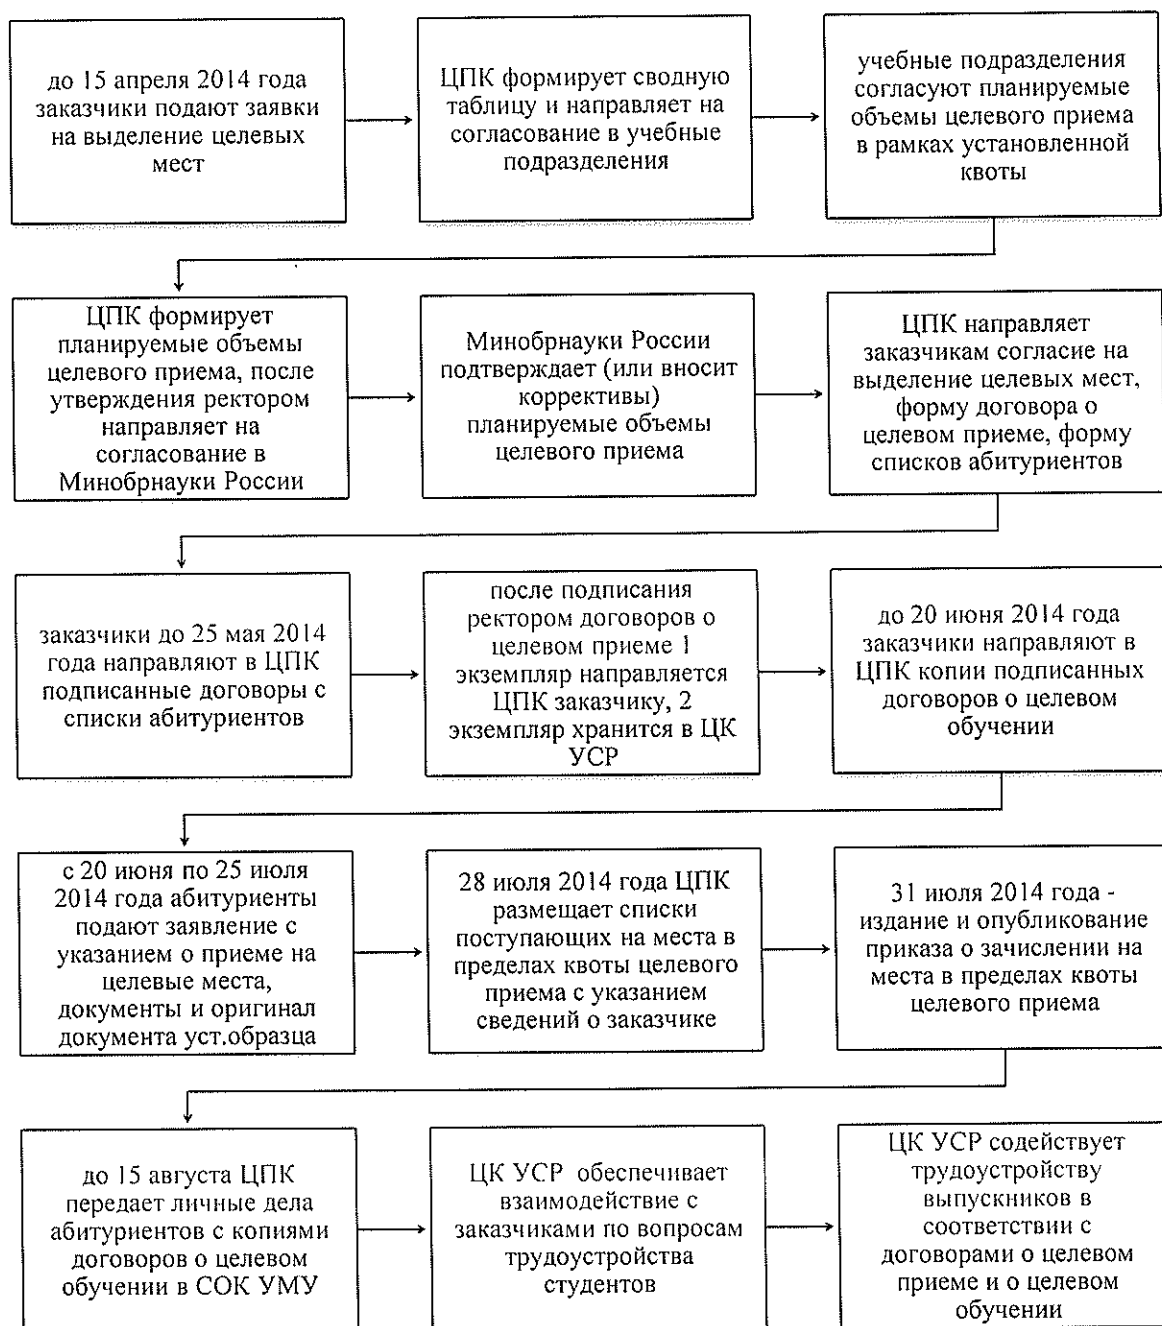 до 15 апреля 2014 года
заказчики подают заявки
на выделение целевых
мест
ЦПК формирует сводную
таблицу и направляет на
согласование в учебные
подразделения
учебные подразделения
согласуют планируемые
объемы целевого приема
в рамках установленной
квоты
ЦПК формирует
планируемые объемы
целевого приема, после
утверждения ректором
направляет на
согласование в
Минобрнауки России
Минобрнауки России
подтверждает (или вносит
коррективы)
планируемые объемы
целевого приема
ЦПК направляет
заказчикам согласие на
выделение целевых мест,
форму договора о
целевом приеме, форму
списков абитуриентов
заказчики до 25 мая 2014
года направляют в ЦПК
подписанные договоры с
списки абитуриентов
после подписания
ректором договоров о
целевом приеме 1
экземпляр направляется
ЦПК заказчику, 2
экземпляр хранится в ЦК
УСР
до 20 июня 2014 года
заказчики направляют в
ЦПК копии подписанных
договоров о целевом
обучении
с 20 июня по 25 июля
2014 года абитуриенты
подают заявление с
указанием о приеме на
целевые места,
документы и оригинал
документа уст.образца
28 июля 2014 года ЦПК
размещает списки
поступающих на места в
пределах квоты целевого
приема с указанием
сведений о заказчике
31 июля 2014 года -
издание и опубликование
приказа о зачислении на
места в пределах квоты
целевого приема
до 15 августа ЦПК
передает личные дела
абитуриентов с копиями
договоров о целевом
обучении в СОК УМУ
ЦК УСР обеспечивает
взаимодействие с
заказчиками по вопросам
трудоустройства
студентов
ЦК УСР содействует
трудоустройству
выпускников в
соответствии с
договорами о целевом
приеме и о целевом
обучении